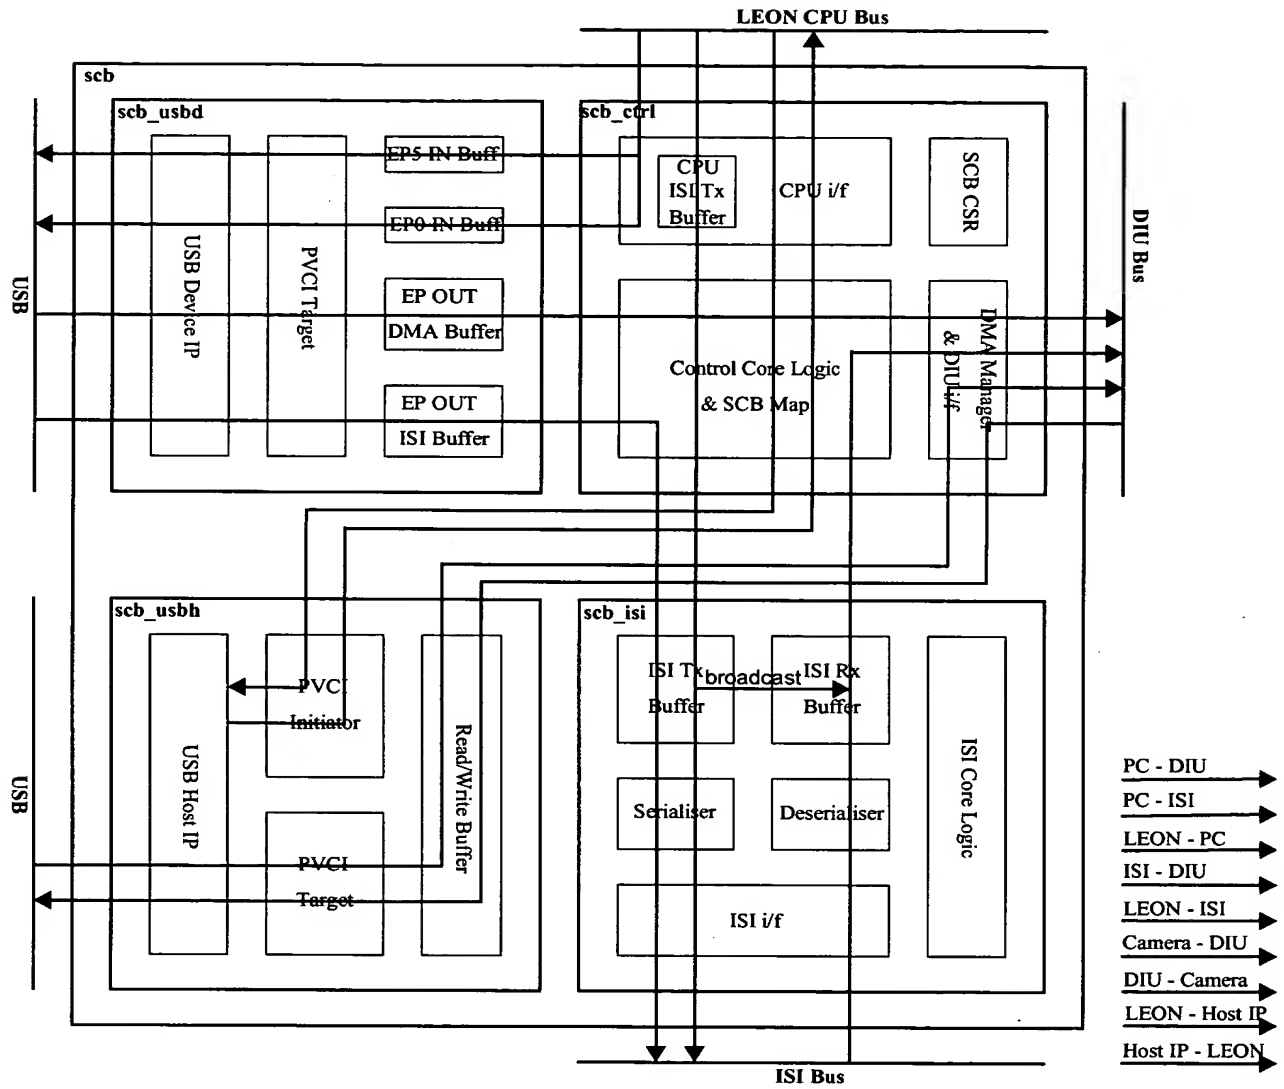 LEON CPU Bus
scb
scb_usbd
scb_ctrl
EP5 IN Buff
CPU
ISI Tx
Buffer
CPU i/f
SCB CSR
EP0 IN Buff
DIU Bus
USB
USB Device IP
PVCI Target
EP OUT
DMA Buffer
EP OUT
ISI Buffer
Control Core Logic
& SCB Map
DMA Manager
& DIU i/f
scb_usbh
scb_isi
USB
USB Host IP
PVCI
Initiator
PVCI
Target
Read/Write Buffer
ISI Tx
Buffer
broadcast
ISI Rx
Buffer
Serialiser
Deserialiser
ISI i/f
ISI Core Logic
PC - DIU
PC - ISI
LEON - PC
ISI - DIU
LEON - ISI
Camera - DIU
DIU - Camera
LEON - Host IP
Host IP - LEON
ISI Bus